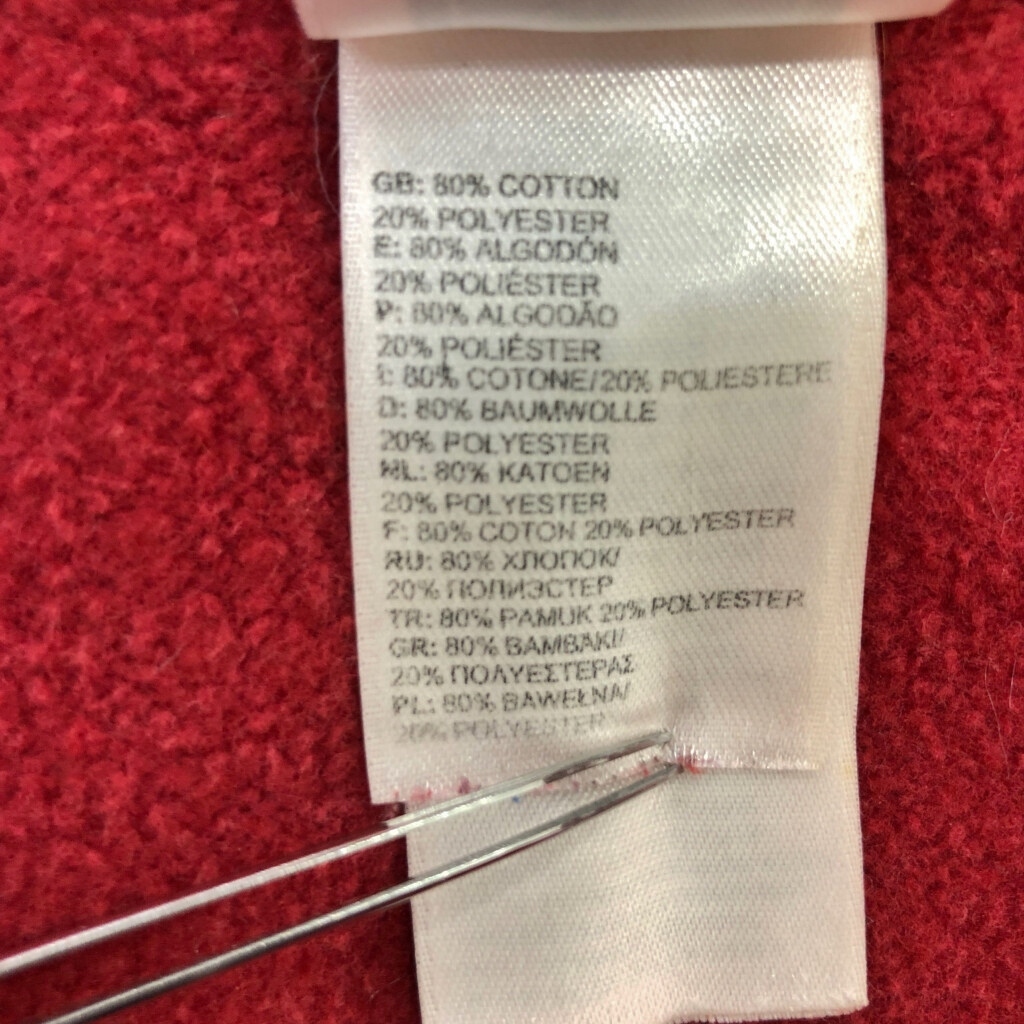 GB: 80% COTTON
20% POLYESTER
E: 80% ALGODÓN
20% POLIÉSTER
P: 80% ALGODÃO
20% POLIÉSTER
I: 80% COTONE/20% POLIESTERE
D: 80% BAUMWOLLE
20% POLYESTER
NL: 80% KATOEN
20% POLYESTER
F: 80% COTON 20% POLYESTER
RU: 80% ХЛОПОК/
20% ПОЛИЭСТЕР
TR: 80% PAMUK 20% POLYESTER
GR: 80% ΒΑΜΒΑΚΙ/
20% ΠΟΛΥΕΣΤΕΡΑΣ
PL: 80% BAWEŁNA/
20% POLYESTER